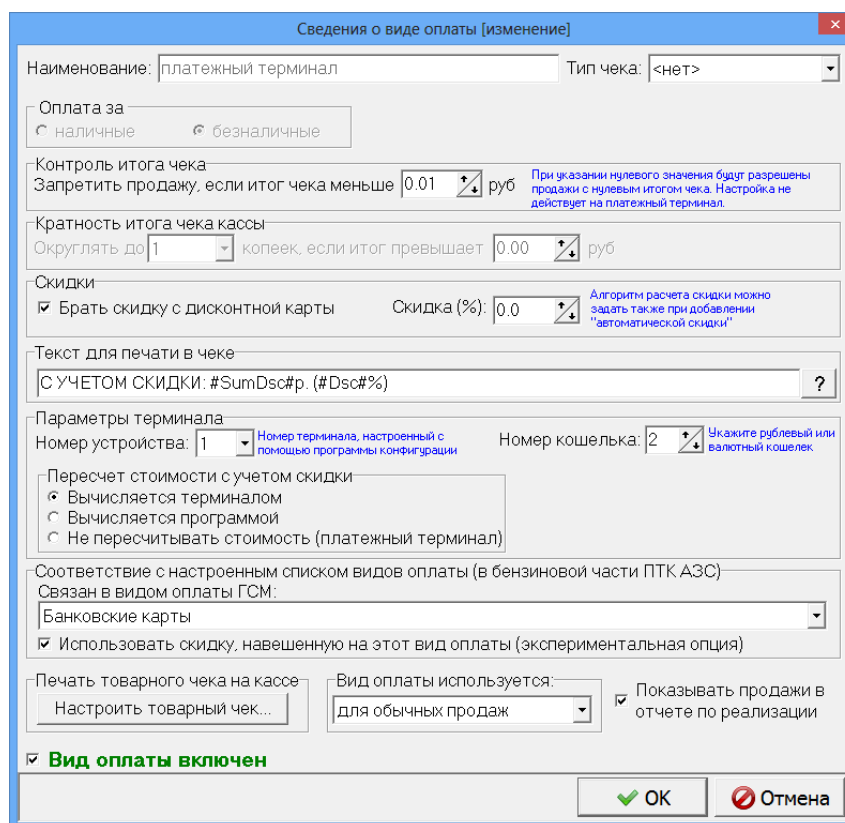 Сведения о виде оплаты [изменение]
Наименование: платежный терминал Тип чека: <нет>
Оплата за
наличные безналичные
Контроль итога чека
Запретить продажу, если итог чека меньше 0.01 руб
При указании нулевого значения будут разрешены
продажи с нулевым итогом чека. Настройка не
действует на платежный терминал.
Кратность итога чека кассы
Округлять до 1 копеек, если итог превышает 0.00 руб
Скидки
Брать скидку с дисконтной карты Скидка (%): 0.0
Алгоритм расчета скидки можно
задать также при добавлении
"автоматической скидки"
Текст для печати в чеке
С УЧЕТОМ СКИДКИ: #SumDsc#р. (#Dsc#%) ?
Параметры терминала
Номер устройства: 1
Номер терминала, настроенный с
помощью программы конфигурации
Номер кошелька: 2
Укажите рублевый или
валютный кошелек
Пересчет стоимости с учетом скидки
Вычисляется терминалом
Вычисляется программой
Не пересчитывать стоимость (платежный терминал)
Соответствие с настроенным списком видов оплаты (в бензиновой части ПТК АЗС)
Связан в видом оплаты ГСМ:
Банковские карты
Использовать скидку, навешенную на этот вид оплаты (экспериментальная опция)
Печать товарного чека на кассе
Настроить товарный чек...
Вид оплаты используется:
для обычных продаж
Показывать продажи в
отчете по реализации
Вид оплаты включен
OK Отмена